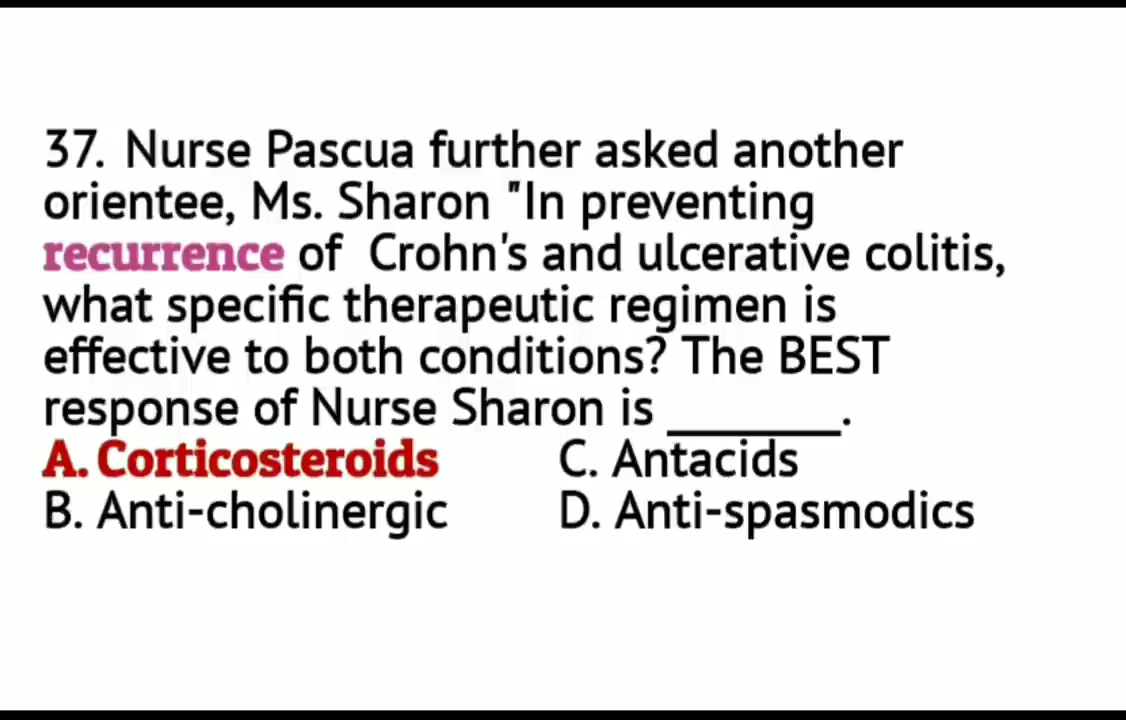 37. Nurse Pascua further asked another
orientee, Ms. Sharon "In preventing
recurrence of Crohn's and ulcerative colitis,
what specific therapeutic regimen is
effective to both conditions? The BEST
response of Nurse Sharon is ________.
A. Corticosteroids C. Antacids
B. Anti-cholinergic D. Anti-spasmodics